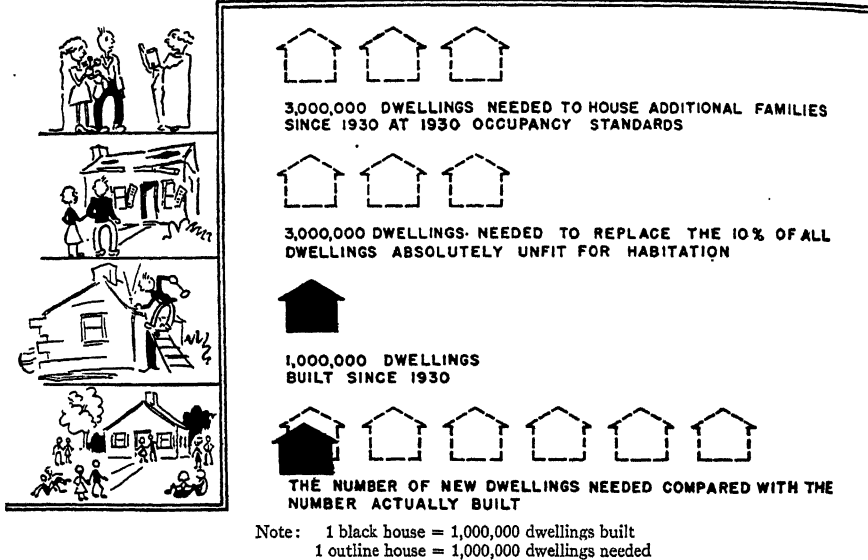 3,000,000 DWELLINGS NEEDED TO HOUSE ADDITIONAL FAMILIES
SINCE 1930 AT 1930 OCCUPANCY STANDARDS
3,000,000 DWELLINGS NEEDED TO REPLACE THE 10% OF ALL
DWELLINGS ABSOLUTELY UNFIT FOR HABITATION
1,000,000 DWELLINGS
BUILT SINCE 1930
THE NUMBER OF NEW DWELLINGS NEEDED COMPARED WITH THE
NUMBER ACTUALLY BUILT
Note: 1 black house = 1,000,000 dwellings built
1 outline house = 1,000,000 dwellings needed